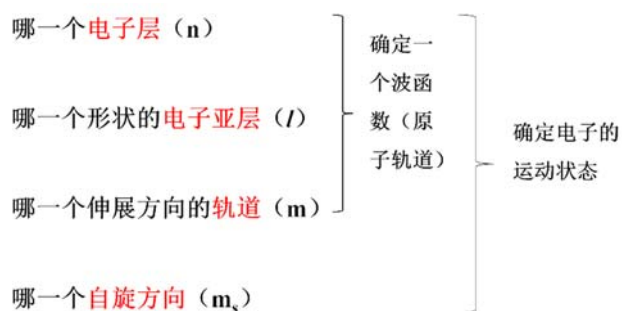 哪一个电子层（n）
哪一个形状的电子亚层（l）
哪一个伸展方向的轨道（m）
哪一个自旋方向（mₛ）
确定一
个波函
数（原
子轨道）
确定电子的
运动状态